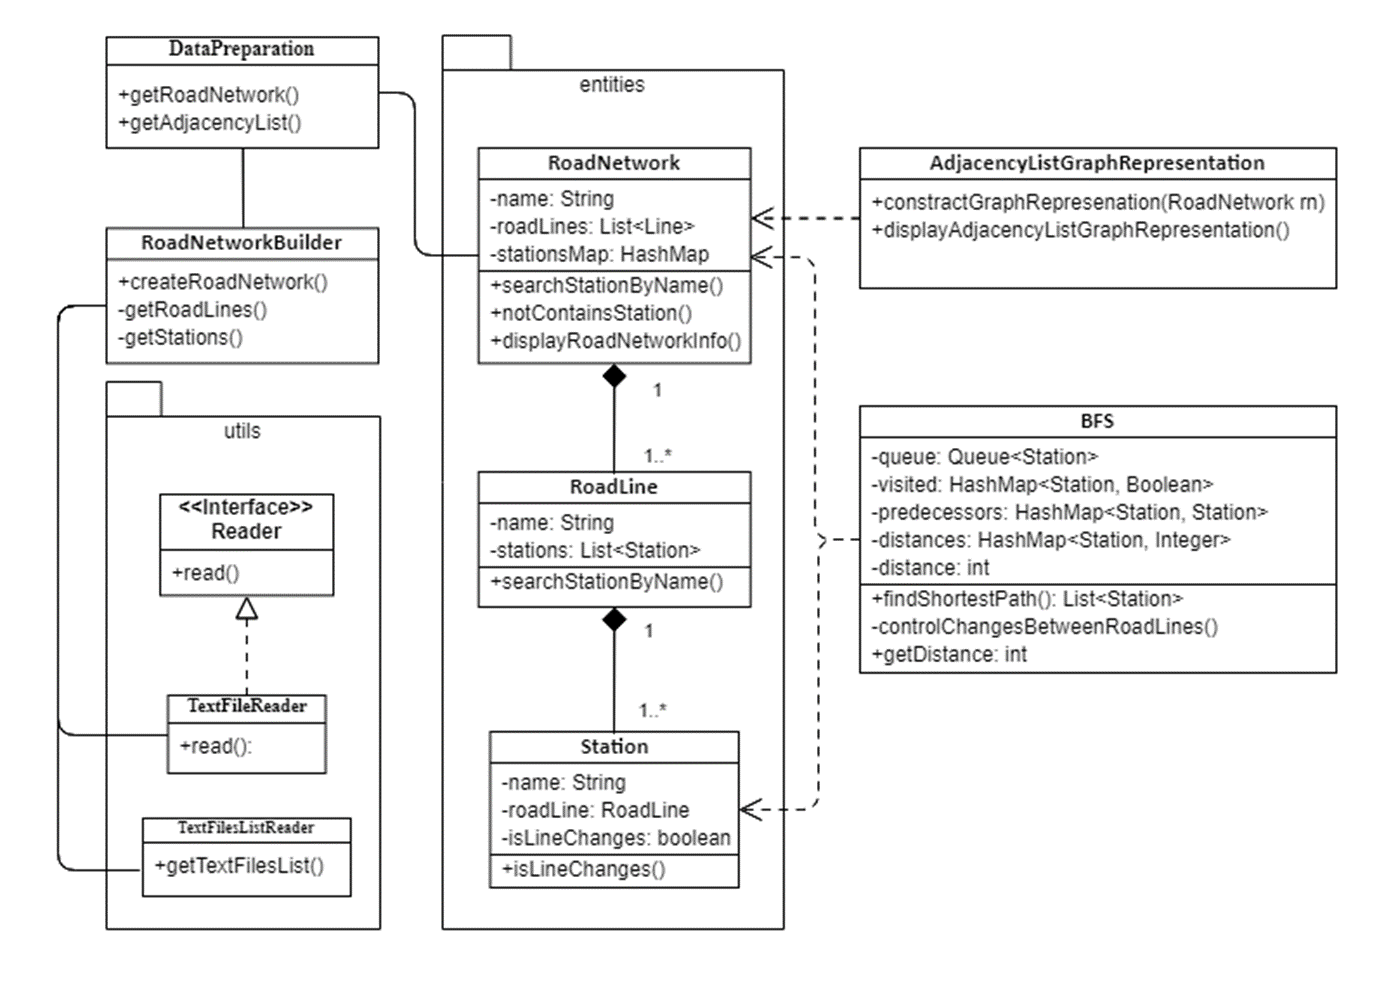 DataPreparation
+getRoadNetwork()
+getAdjacencyList()
RoadNetworkBuilder
+createRoadNetwork()
-getRoadLines()
-getStations()
utils
<<Interface>>
Reader
+read()
TextFileReader
+read():
TextFilesListReader
+getTextFilesList()
entities
RoadNetwork
-name: String
-roadLines: List<Line>
-stationsMap: HashMap
+searchStationByName()
+notContainsStation()
+displayRoadNetworkInfo()
1
1..*
RoadLine
-name: String
-stations: List<Station>
+searchStationByName()
1
1..*
Station
-name: String
-roadLine: RoadLine
-isLineChanges: boolean
+isLineChanges()
AdjacencyListGraphRepresentation
+constractGraphRepresenation(RoadNetwork rn)
+displayAdjacencyListGraphRepresentation()
BFS
-queue: Queue<Station>
-visited: HashMap<Station, Boolean>
-predecessors: HashMap<Station, Station>
-distances: HashMap<Station, Integer>
-distance: int
+findShortestPath(): List<Station>
-controlChangesBetweenRoadLines()
+getDistance: int